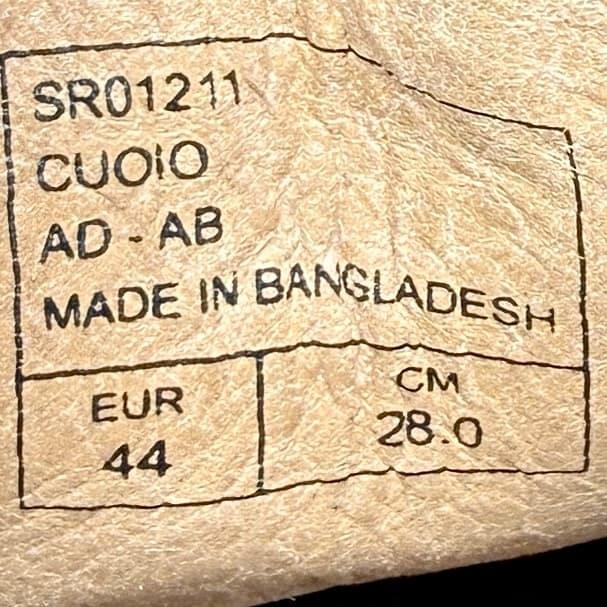 SR01211
CUOIO
AD - AB
MADE IN BANGLADESH
EUR
44
CM
28.0